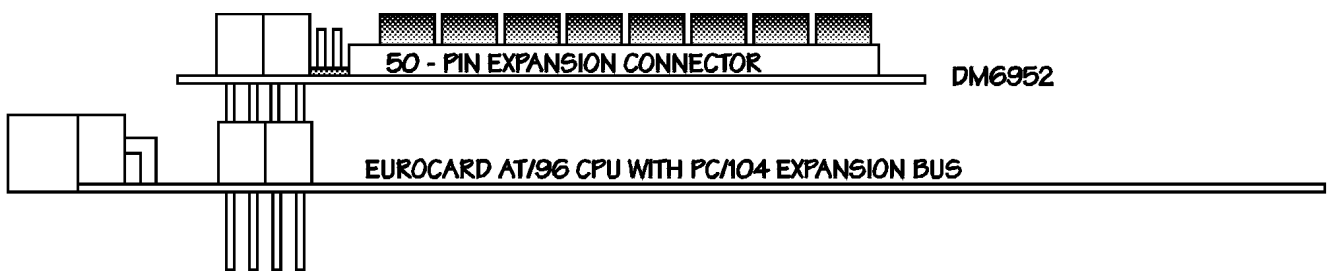 50 - PIN EXPANSION CONNECTOR
DM6952
EUROCARD AT/96 CPU WITH PC/104 EXPANSION BUS